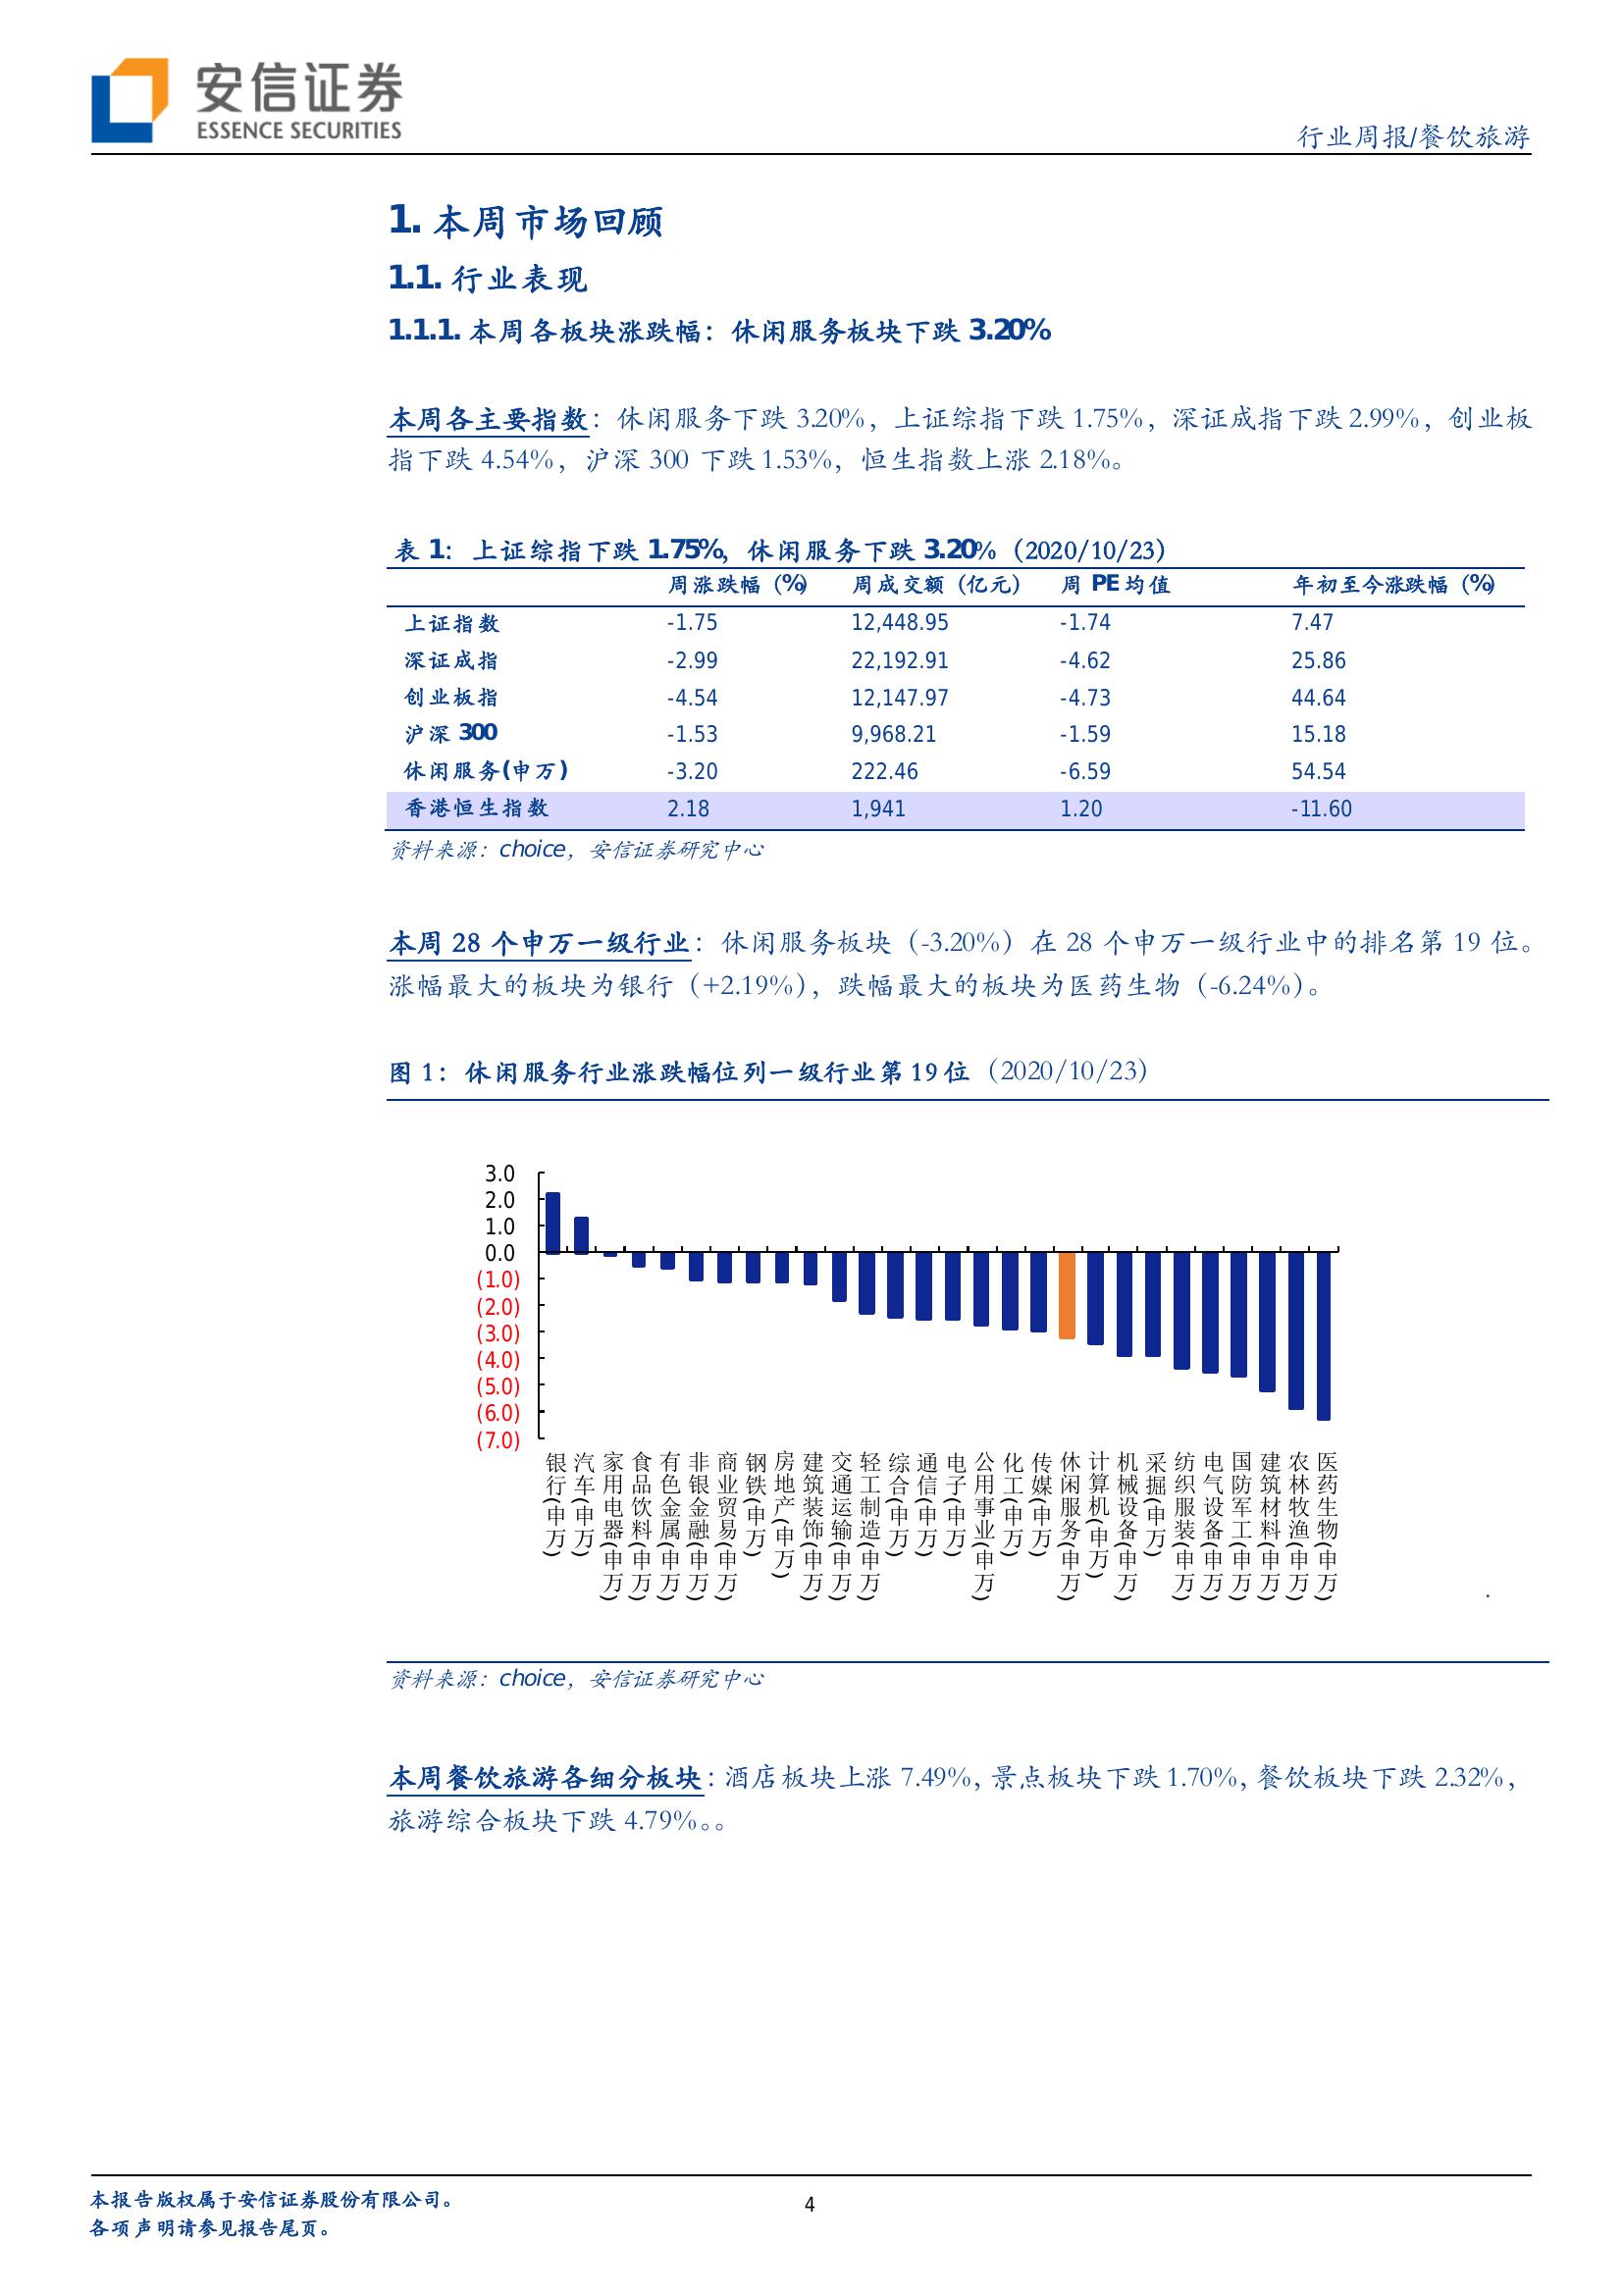 安信证券
ESSENCE SECURITIES
行业周报/餐饮旅游
1. 本周市场回顾
1.1. 行业表现
1.1.1. 本周各板块涨跌幅：休闲服务板块下跌 3.20%
本周各主要指数：休闲服务下跌 3.20%，上证综指下跌 1.75%，深证成指下跌 2.99%，创业板
指下跌 4.54%，沪深 300 下跌 1.53%，恒生指数上涨 2.18%。
表 1：上证综指下跌 1.75%，休闲服务下跌 3.20%（2020/10/23）
周涨跌幅（%） 周成交额（亿元） 周 PE 均值 年初至今涨跌幅（%）
上证指数 -1.75 12,448.95 -1.74 7.47
深证成指 -2.99 22,192.91 -4.62 25.86
创业板指 -4.54 12,147.97 -4.73 44.64
沪深 300 -1.53 9,968.21 -1.59 15.18
休闲服务(申万) -3.20 222.46 -6.59 54.54
香港恒生指数 2.18 1,941 1.20 -11.60
资料来源：choice，安信证券研究中心
本周 28 个申万一级行业：休闲服务板块（-3.20%）在 28 个申万一级行业中的排名第 19 位。
涨幅最大的板块为银行（+2.19%），跌幅最大的板块为医药生物（-6.24%）。
图 1：休闲服务行业涨跌幅位列一级行业第 19 位（2020/10/23）
3.0
2.0
1.0
0.0
(1.0)
(2.0)
(3.0)
(4.0)
(5.0)
(6.0)
(7.0)
银行(申万)
汽车(申万)
家用电器(申万)
食品饮料(申万)
有色金属(申万)
非银金融(申万)
商业贸易(申万)
钢铁(申万)
房地产(申万)
建筑装饰(申万)
交通运输(申万)
轻工制造(申万)
综合(申万)
通信(申万)
电子(申万)
公用事业(申万)
化工(申万)
传媒(申万)
休闲服务(申万)
计算机(申万)
机械设备(申万)
采掘(申万)
纺织服装(申万)
电气设备(申万)
国防军工(申万)
建筑材料(申万)
农林牧渔(申万)
医药生物(申万)
.
资料来源：choice，安信证券研究中心
本周餐饮旅游各细分板块：酒店板块上涨 7.49%，景点板块下跌 1.70%，餐饮板块下跌 2.32%，
旅游综合板块下跌 4.79%。。
本报告版权属于安信证券股份有限公司。
各项声明请参见报告尾页。
4